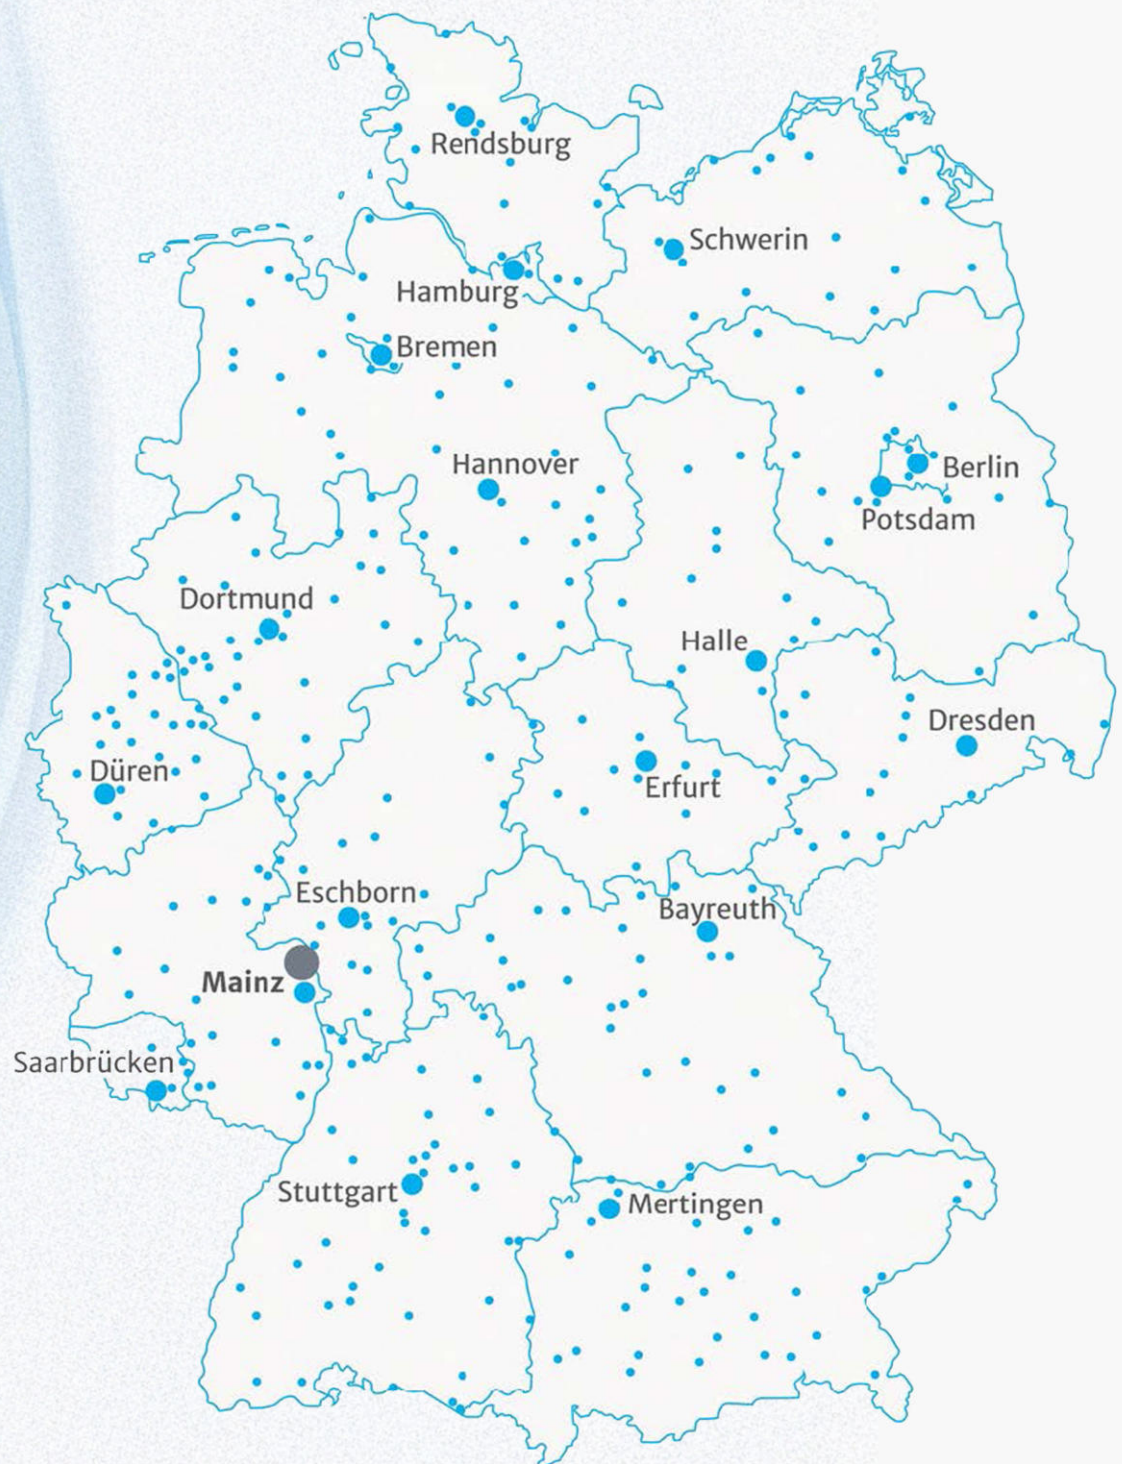 Rendsburg
Schwerin
Hamburg
Bremen
Hannover
Berlin
Potsdam
Dortmund
Halle
Dresden
Düren
Erfurt
Eschborn
Bayreuth
Mainz
Saarbrücken
Stuttgart
Mertingen